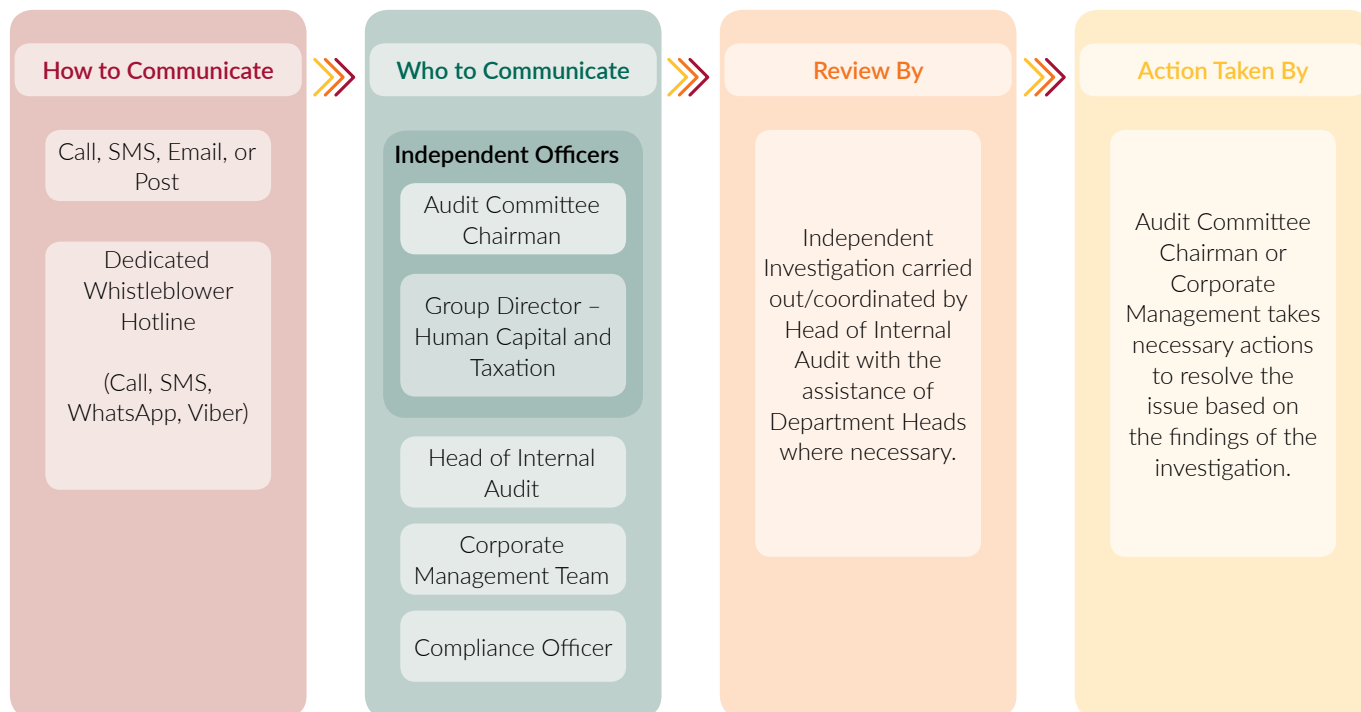 How to Communicate
Call, SMS, Email, or
Post
Dedicated
Whistleblower
Hotline
(Call, SMS,
WhatsApp, Viber)
Who to Communicate
Independent Officers
Audit Committee
Chairman
Group Director –
Human Capital and
Taxation
Head of Internal
Audit
Corporate
Management Team
Compliance Officer
Review By
Independent
Investigation carried
out/coordinated by
Head of Internal
Audit with the
assistance of
Department Heads
where necessary.
Action Taken By
Audit Committee
Chairman or
Corporate
Management takes
necessary actions
to resolve the
issue based on
the findings of the
investigation.